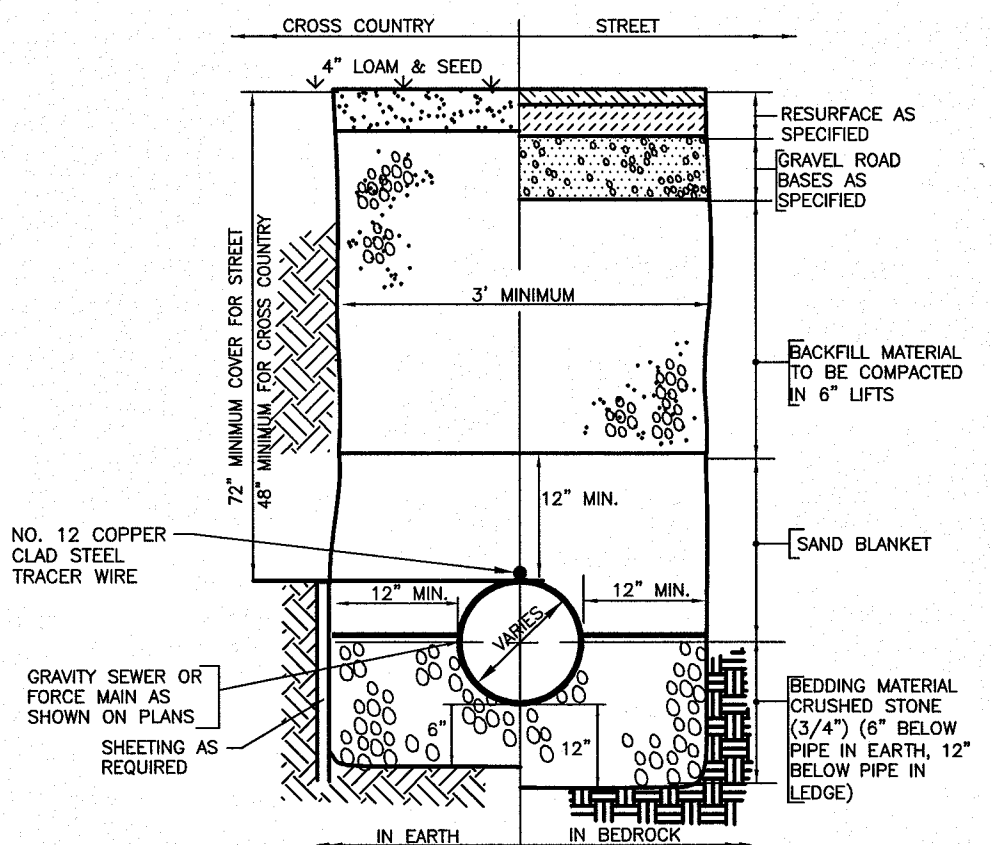 CROSS COUNTRY
STREET
4" LOAM & SEED
RESURFACE AS
SPECIFIED
GRAVEL ROAD
BASES AS
SPECIFIED
72" MINIMUM COVER FOR STREET
48" MINIMUM FOR CROSS COUNTRY
3' MINIMUM
BACKFILL MATERIAL
TO BE COMPACTED
IN 6" LIFTS
12" MIN.
NO. 12 COPPER
CLAD STEEL
TRACER WIRE
SAND BLANKET
12" MIN.
12" MIN.
VARIES
GRAVITY SEWER OR
FORCE MAIN AS
SHOWN ON PLANS
SHEETING AS
REQUIRED
6"
12"
BEDDING MATERIAL
CRUSHED STONE
(3/4") (6" BELOW
PIPE IN EARTH, 12"
BELOW PIPE IN
LEDGE)
IN EARTH
IN BEDROCK